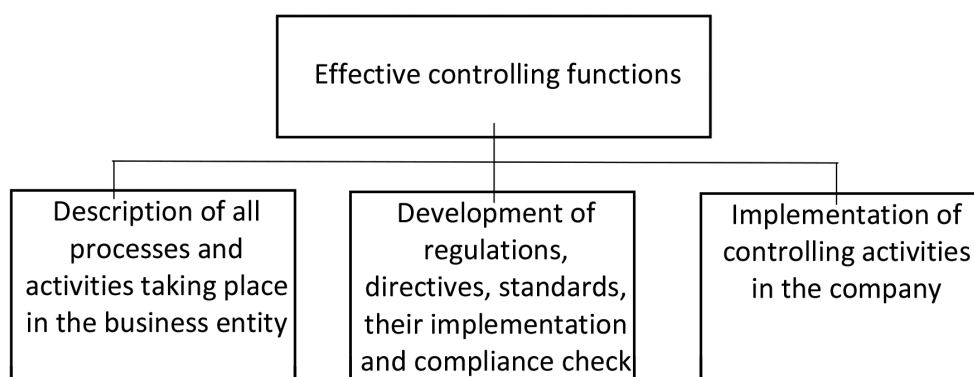 Effective controlling functions
Description of all
processes and
activities taking place
in the business entity
Development of
regulations,
directives, standards,
their implementation
and compliance check
Implementation of
controlling activities
in the company